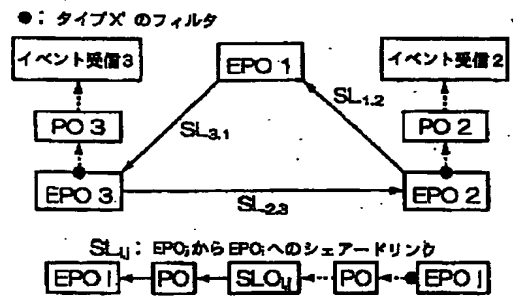 ●: タイプX'のフィルタ
イベント受信3
EPO 1
イベント受信2
SL1.2
PO 3
SL3.1
PO 2
EPO 3
SL2.3
EPO 2
SLi,j: EPOjからEPOiへのシェアードリンク
EPO i
PO
SLOij
PO
EPO j